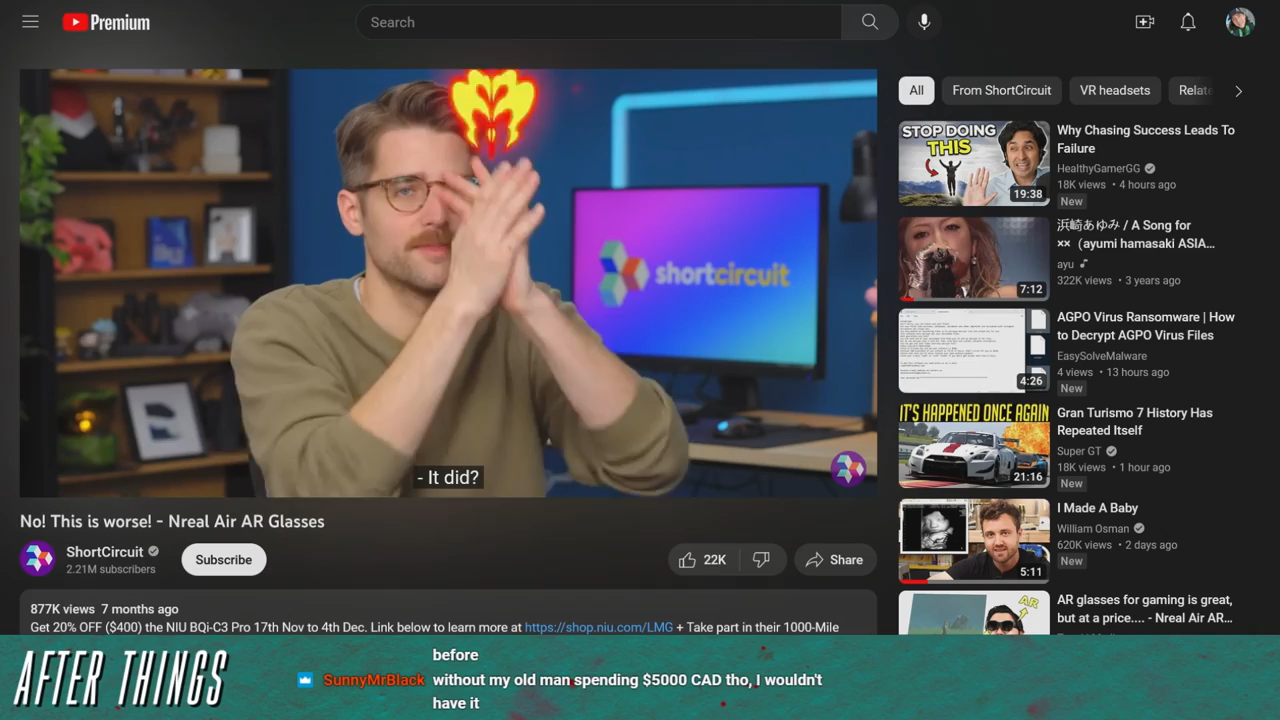 Premium
Search
shortcircuit
- It did?
No! This is worse! - Nreal Air AR Glasses
ShortCircuit
2.21M subscribers
Subscribe
22K
Share
877K views 7 months ago
Get 20% OFF ($400) the NIU BQi-C3 Pro 17th Nov to 4th Dec. Link below to learn more at https://shop.niu.com/LMG + Take part in their 1000-Mile
All
From ShortCircuit
VR headsets
Relate
STOP DOING
THIS
19:38
Why Chasing Success Leads To
Failure
HealthyGamerGG
18K views • 4 hours ago
New
7:12
浜崎あゆみ / A Song for
×× （ayumi hamasaki ASIA...
ayu
322K views • 3 years ago
4:26
AGPO Virus Ransomware | How
to Decrypt AGPO Virus Files
EasySolveMalware
4 views • 13 hours ago
New
IT'S HAPPENED ONCE AGAIN
21:16
Gran Turismo 7 History Has
Repeated Itself
Super GT
18K views • 1 hour ago
New
5:11
I Made A Baby
William Osman
620K views • 2 days ago
New
AR
AR glasses for gaming is great,
but at a price.... - Nreal Air AR...
AFTER THINGS
before
SunnyMrBlack without my old man spending $5000 CAD tho, I wouldn't
have it